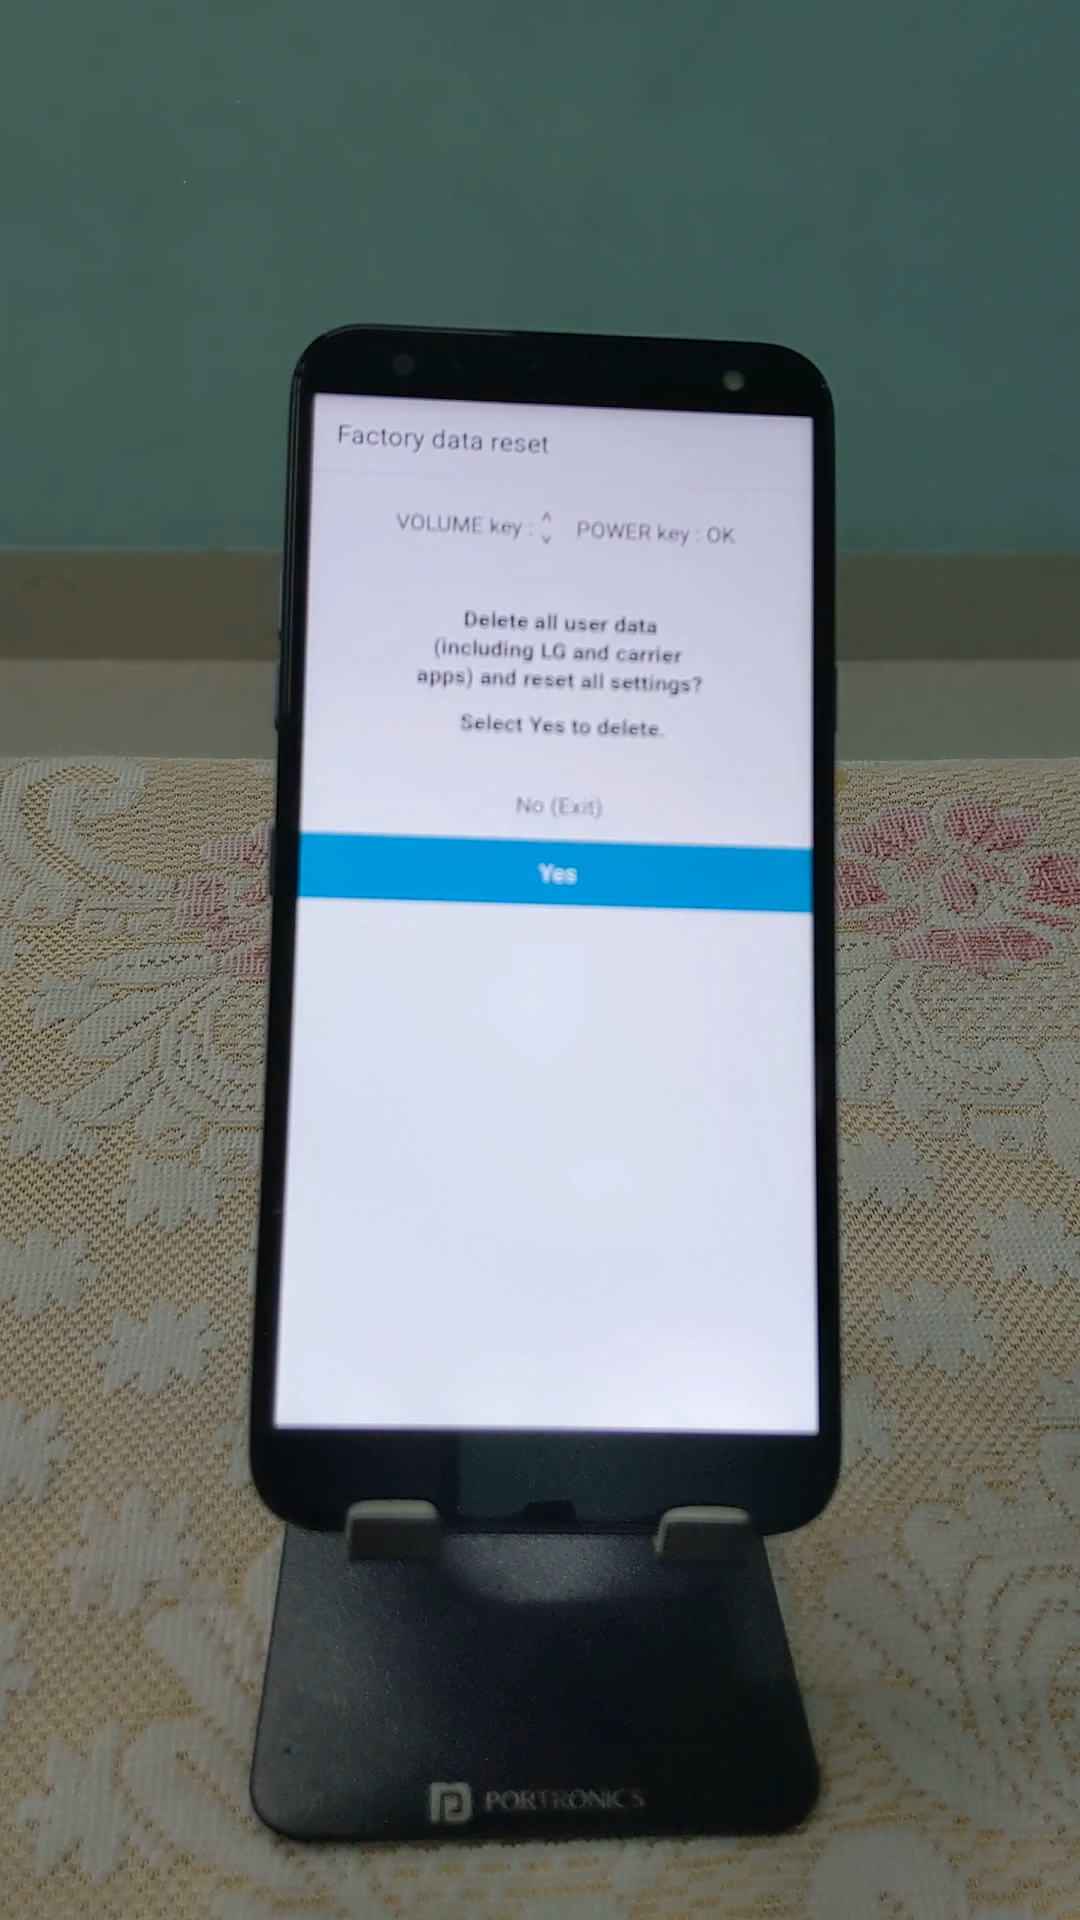 Factory data reset
VOLUME key : POWER key : OK
Delete all user data
(including LG and carrier
apps) and reset all settings?
Select Yes to delete.
No (Exit)
Yes
PORTRONICS